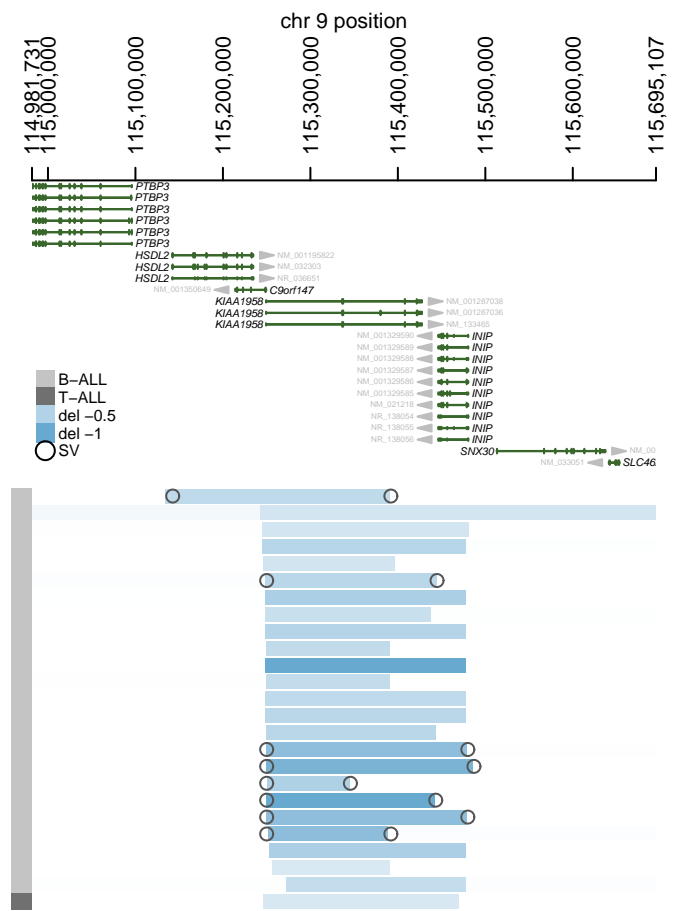 chr 9 position
114,981,731
115,000,000
115,100,000
115,200,000
115,300,000
115,400,000
115,500,000
115,600,000
115,695,107
PTBP3
PTBP3
PTBP3
PTBP3
PTBP3
PTBP3
HSDL2 NM_001195822
HSDL2 NM_032303
HSDL2 NR_036651
NM_001350649 C9orf147
KIAA1958 NM_001287038
KIAA1958 NM_001287036
KIAA1958 NM_133465
NM_001329590 INIP
NM_001329589 INIP
NM_001329588 INIP
NM_001329587 INIP
NM_001329586 INIP
NM_001329585 INIP
NM_021218 INIP
NR_138054 INIP
NR_138055 INIP
NR_138056 INIP
SNX30 NM_00
NM_033051 SLC46
B−ALL
T−ALL
del −0.5
del −1
SV